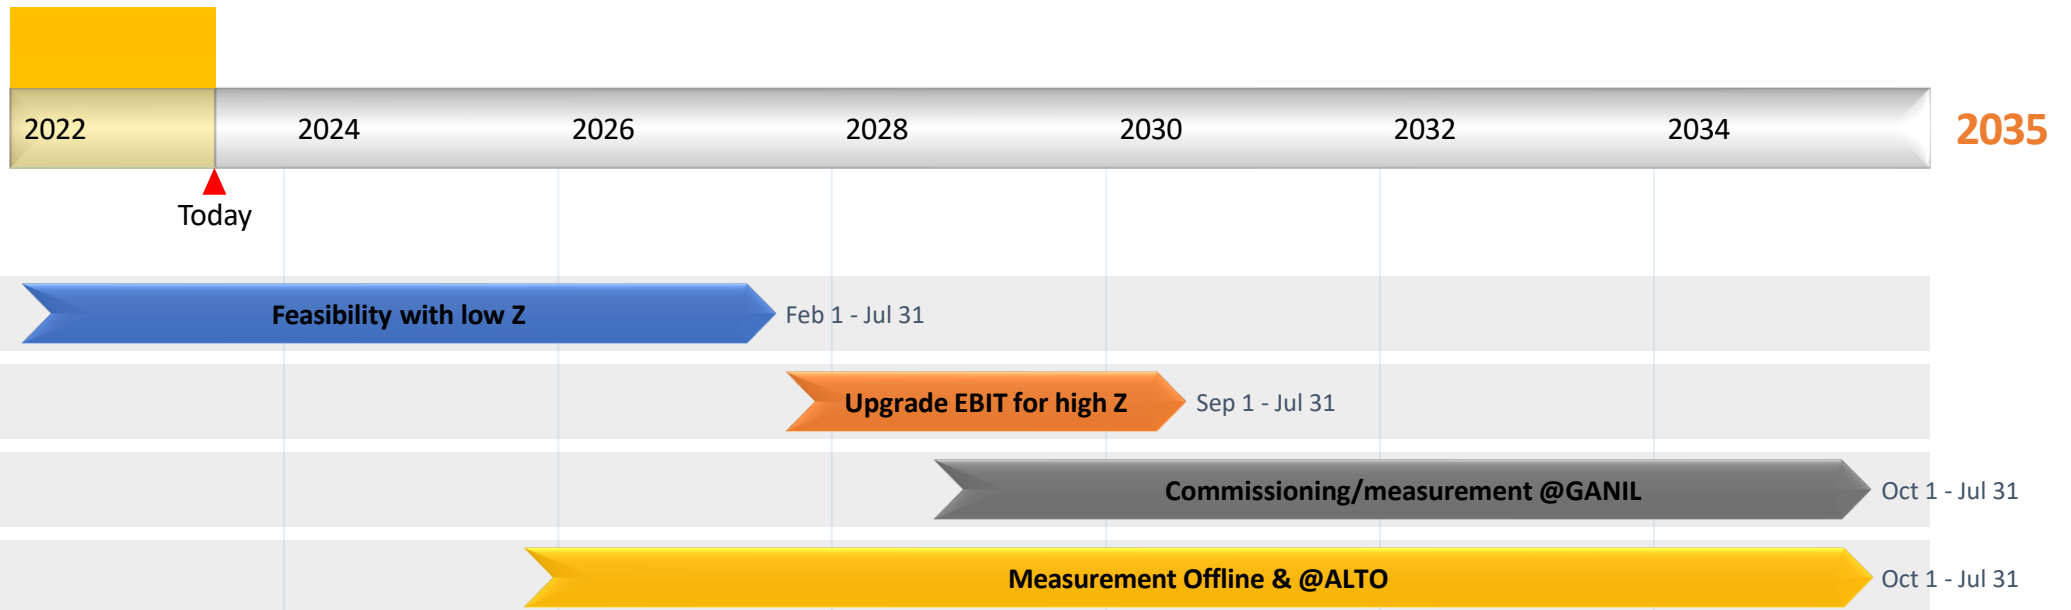 2022 2024 2026 2028 2030 2032 2034 2035
Today
Feasibility with low Z Feb 1 - Jul 31
Upgrade EBIT for high Z Sep 1 - Jul 31
Commissioning/measurement @GANIL Oct 1 - Jul 31
Measurement Offline & @ALTO Oct 1 - Jul 31